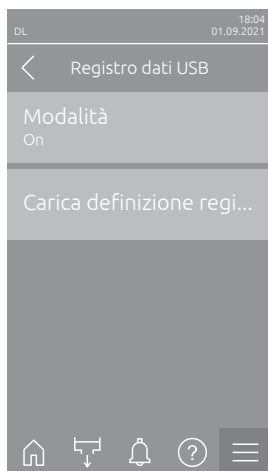 18:04
DL 01.09.2021
Registro dati USB
Modalità
On
Carica definizione regi...
?